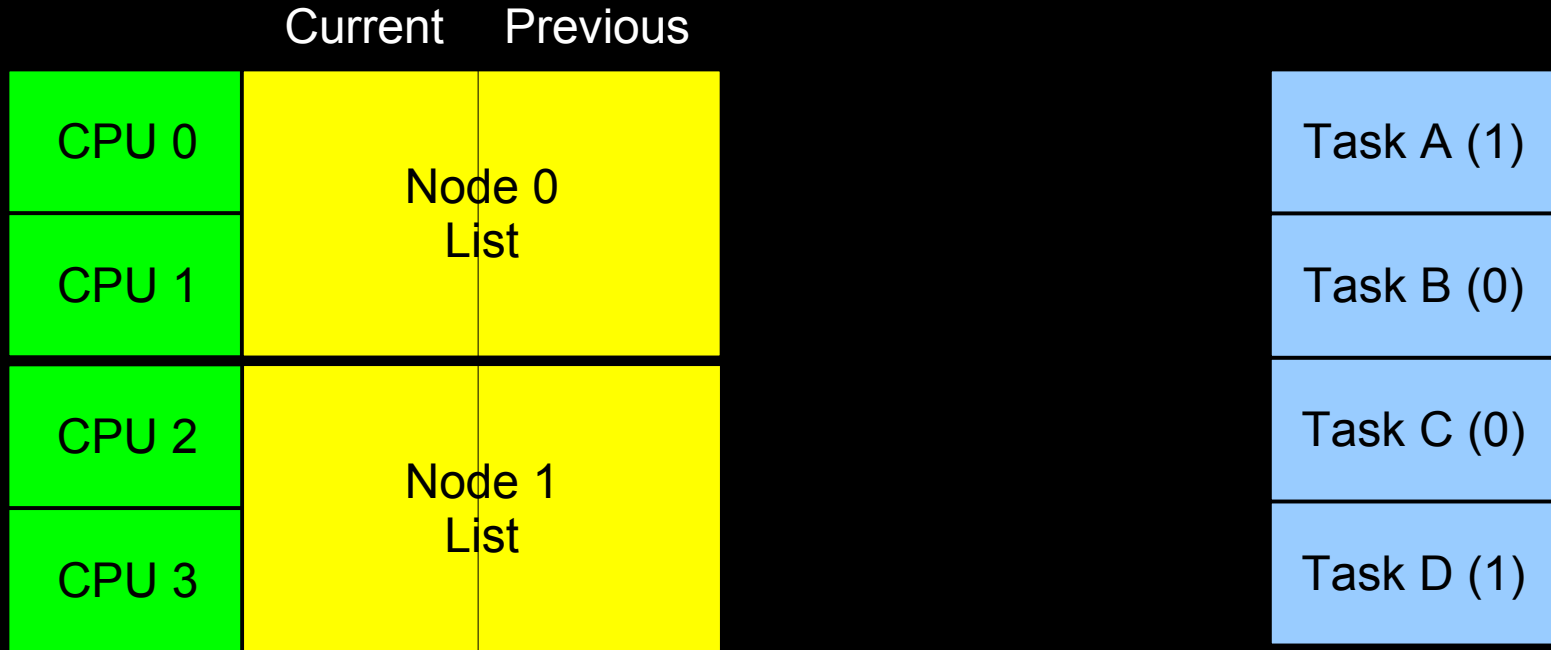 Current Previous
CPU 0
Node 0
List
CPU 1
CPU 2
Node 1
List
CPU 3
Task A (1)
Task B (0)
Task C (0)
Task D (1)